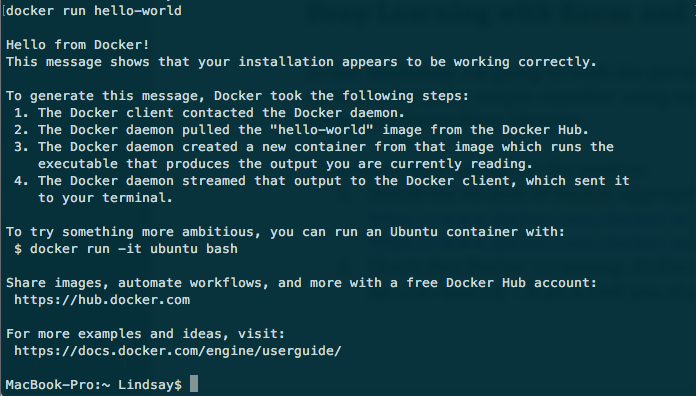 docker run hello-world
Hello from Docker!
This message shows that your installation appears to be working correctly.
To generate this message, Docker took the following steps:
1. The Docker client contacted the Docker daemon.
2. The Docker daemon pulled the "hello-world" image from the Docker Hub.
3. The Docker daemon created a new container from that image which runs the
executable that produces the output you are currently reading.
4. The Docker daemon streamed that output to the Docker client, which sent it
to your terminal.
To try something more ambitious, you can run an Ubuntu container with:
$ docker run -it ubuntu bash
Share images, automate workflows, and more with a free Docker Hub account:
https://hub.docker.com
For more examples and ideas, visit:
https://docs.docker.com/engine/userguide/
MacBook-Pro:~ Lindsay$